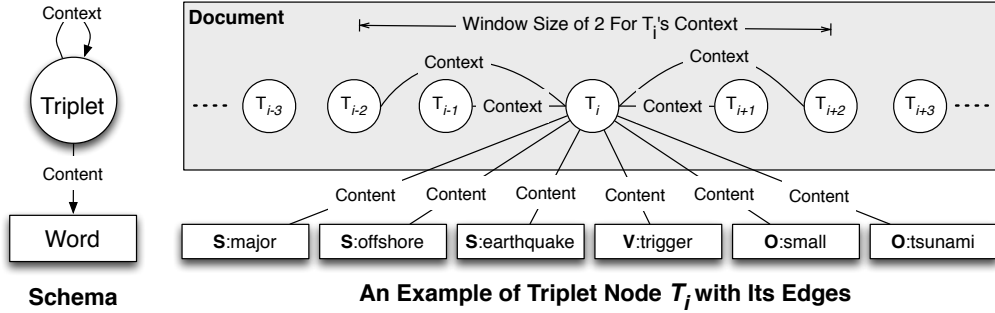 Context
Triplet
Content
Word
Schema
Document
Window Size of 2 For Ti's Context
Context
Context
.... Ti-3 Ti-2 Ti-1 Context Ti Context Ti+1 Ti+2 Ti+3 ....
Content Content Content Content Content Content
S:major S:offshore S:earthquake V:trigger O:small O:tsunami
An Example of Triplet Node Ti with Its Edges